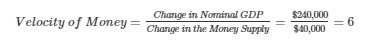 Velocity of Money = Change in Nominal GDP / Change in the Money Supply = $240,000 / $40,000 = 6